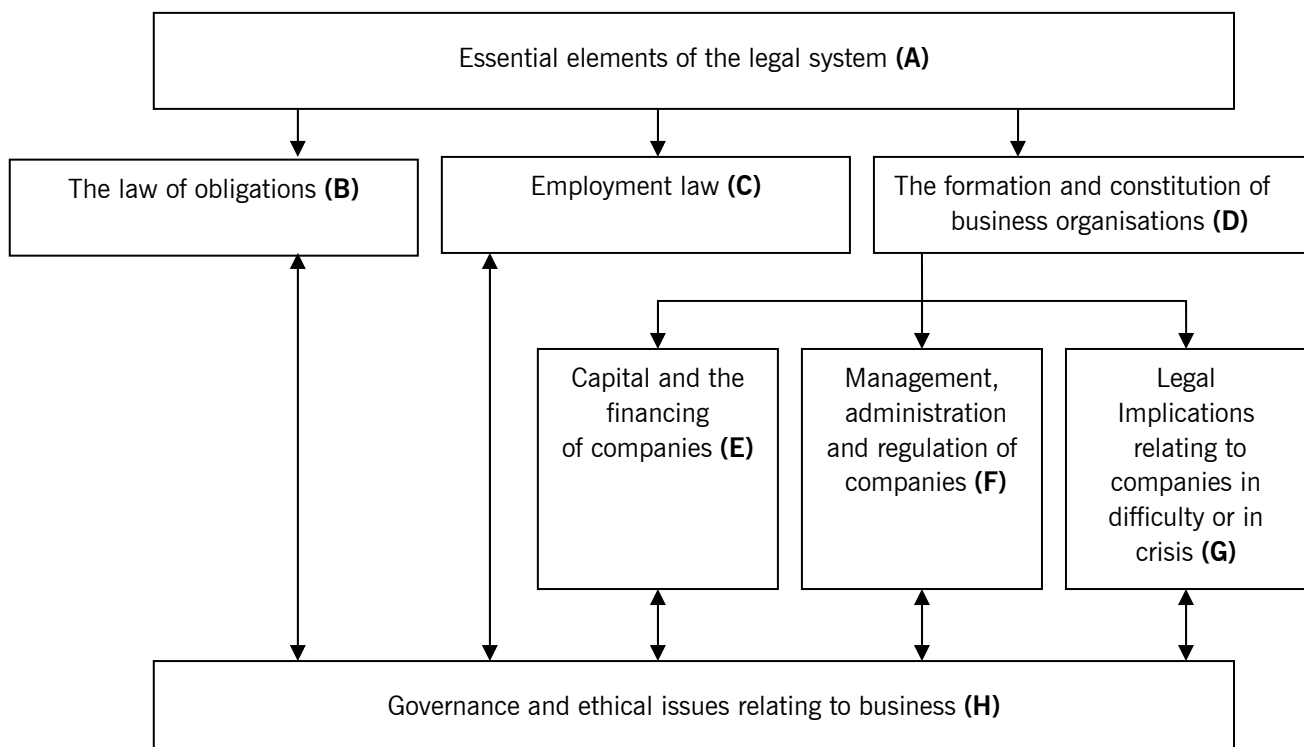 Essential elements of the legal system (A)
The law of obligations (B)
Employment law (C)
The formation and constitution of
business organisations (D)
Capital and the
financing
of companies (E)
Management,
administration
and regulation of
companies (F)
Legal
Implications
relating to
companies in
difficulty or in
crisis (G)
Governance and ethical issues relating to business (H)